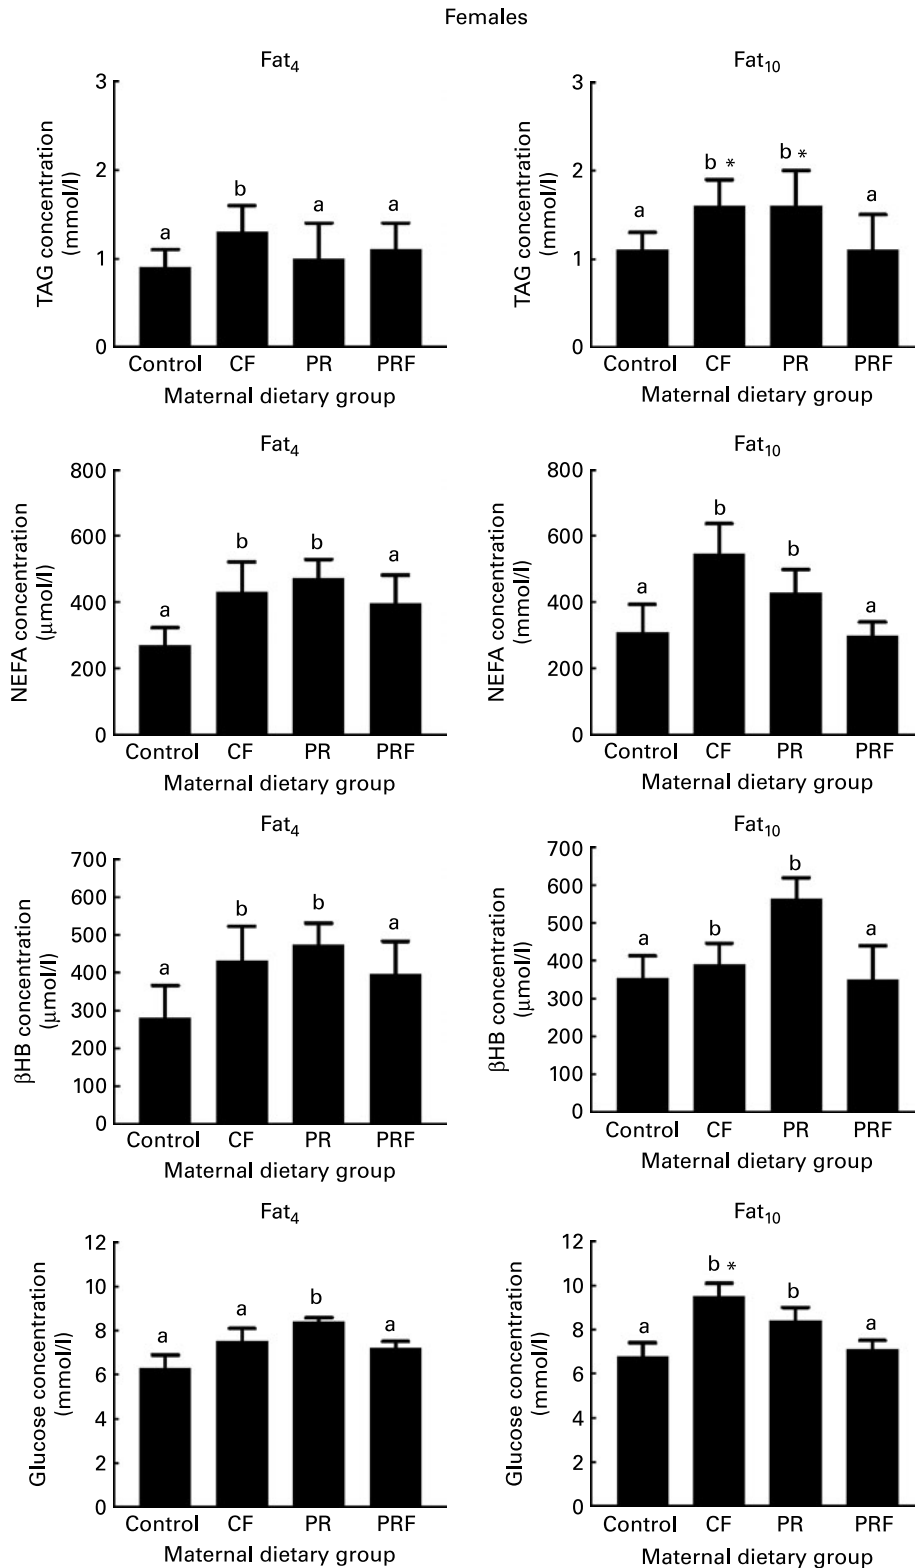 Females
Fat4
TAG concentration
(mmol/l)
3
2
1
0
a
b
a
a
Control CF PR PRF
Maternal dietary group
Fat10
TAG concentration
(mmol/l)
3
2
1
0
a
b *
b *
a
Control CF PR PRF
Maternal dietary group
Fat4
NEFA concentration
(μmol/l)
800
600
400
200
0
a
b
b
a
Control CF PR PRF
Maternal dietary group
Fat10
NEFA concentration
(mmol/l)
800
600
400
200
0
a
b
b
a
Control CF PR PRF
Maternal dietary group
Fat4
βHB concentration
(μmol/l)
700
600
500
400
300
200
100
0
a
b
b
a
Control CF PR PRF
Maternal dietary group
Fat10
βHB concentration
(μmol/l)
700
600
500
400
300
200
100
0
a
b
b
a
Control CF PR PRF
Maternal dietary group
Fat4
Glucose concentration
(mmol/l)
12
10
8
6
4
2
0
a
a
b
a
Control CF PR PRF
Maternal dietary group
Fat10
Glucose concentration
(mmol/l)
12
10
8
6
4
2
0
a
b *
b
a
Control CF PR PRF
Maternal dietary group